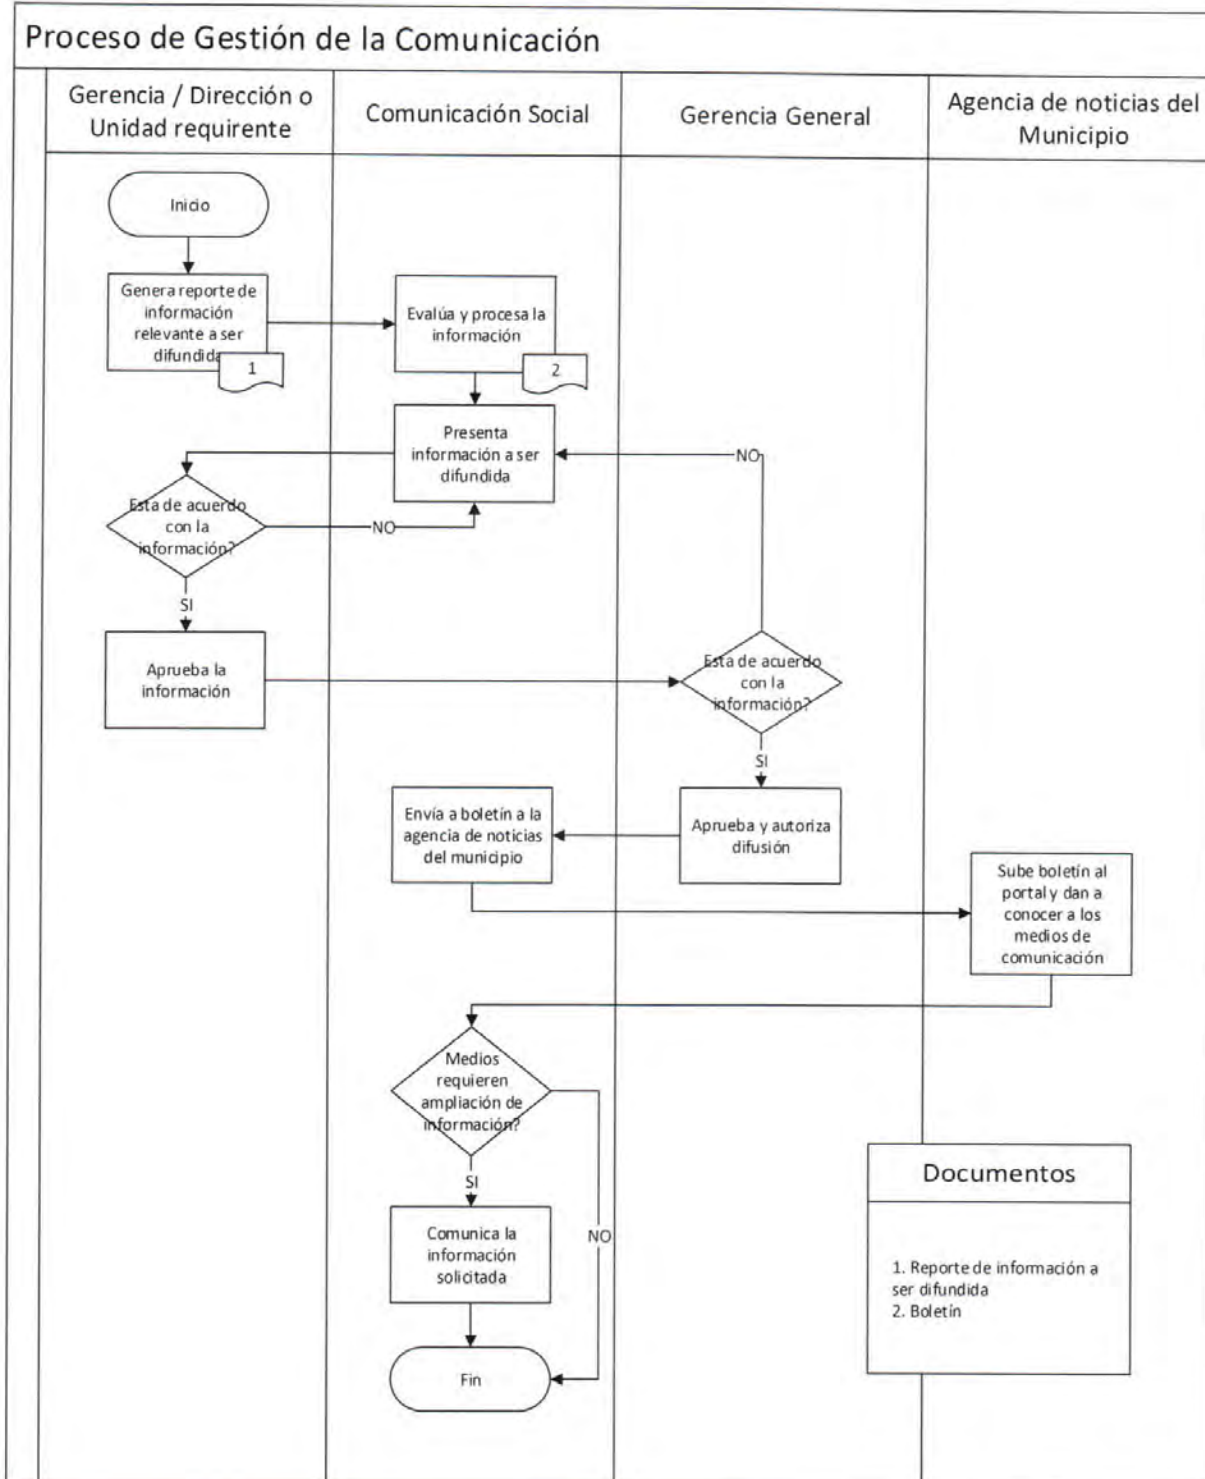 Proceso de Gestión de la Comunicación
Gerencia / Dirección o
Unidad requirente
Comunicación Social
Gerencia General
Agencia de noticias del
Municipio
Inicio
Genera reporte de
información
relevante a ser
difundida
1
Evalúa y procesa la
información
2
Presenta
información a ser
difundida
NO
Esta de acuerdo
con la
información?
NO
SI
Aprueba la
información
Esta de acuerdo
con la
información?
SI
Envía a boletín a la
agencia de noticias
del municipio
Aprueba y autoriza
difusión
Sube boletín al
portal y dan a
conocer a los
medios de
comunicación
Medios
requieren
ampliación de
información?
SI
NO
Comunica la
información
solicitada
Fin
Documentos
1. Reporte de información a
ser difundida
2. Boletín